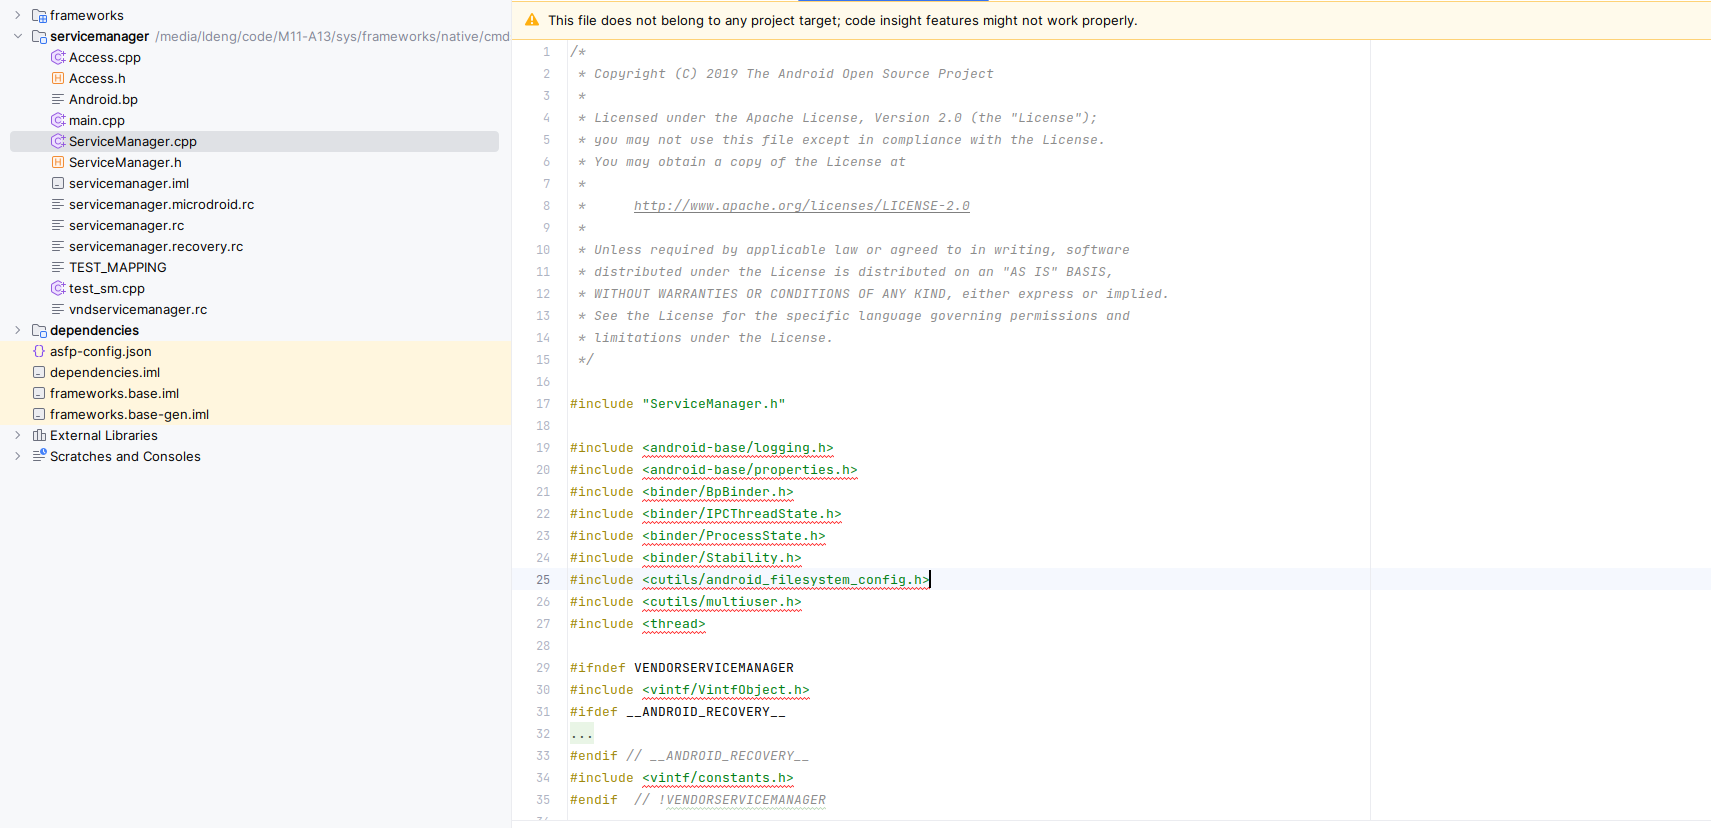 frameworks
servicemanager /media/ldeng/code/M11-A13/sys/frameworks/native/cmd
Access.cpp
Access.h
Android.bp
main.cpp
ServiceManager.cpp
ServiceManager.h
servicemanager.iml
servicemanager.microdroid.rc
servicemanager.rc
servicemanager.recovery.rc
TEST_MAPPING
test_sm.cpp
vndservicemanager.rc
dependencies
asfp-config.json
dependencies.iml
frameworks.base.iml
frameworks.base-gen.iml
External Libraries
Scratches and Consoles
This file does not belong to any project target; code insight features might not work properly.
1 /*
2 * Copyright (C) 2019 The Android Open Source Project
3 *
4 * Licensed under the Apache License, Version 2.0 (the "License");
5 * you may not use this file except in compliance with the License.
6 * You may obtain a copy of the License at
7 *
8 * http://www.apache.org/licenses/LICENSE-2.0
9 *
10 * Unless required by applicable law or agreed to in writing, software
11 * distributed under the License is distributed on an "AS IS" BASIS,
12 * WITHOUT WARRANTIES OR CONDITIONS OF ANY KIND, either express or implied.
13 * See the License for the specific language governing permissions and
14 * limitations under the License.
15 */
16
17 #include "ServiceManager.h"
18
19 #include <android-base/logging.h>
20 #include <android-base/properties.h>
21 #include <binder/BpBinder.h>
22 #include <binder/IPCThreadState.h>
23 #include <binder/ProcessState.h>
24 #include <binder/Stability.h>
25 #include <cutils/android_filesystem_config.h>
26 #include <cutils/multiuser.h>
27 #include <thread>
28
29 #ifndef VENDORSERVICEMANAGER
30 #include <vintf/VintfObject.h>
31 #ifdef __ANDROID_RECOVERY__
32 ...
33 #endif // __ANDROID_RECOVERY__
34 #include <vintf/constants.h>
35 #endif // !VENDORSERVICEMANAGER